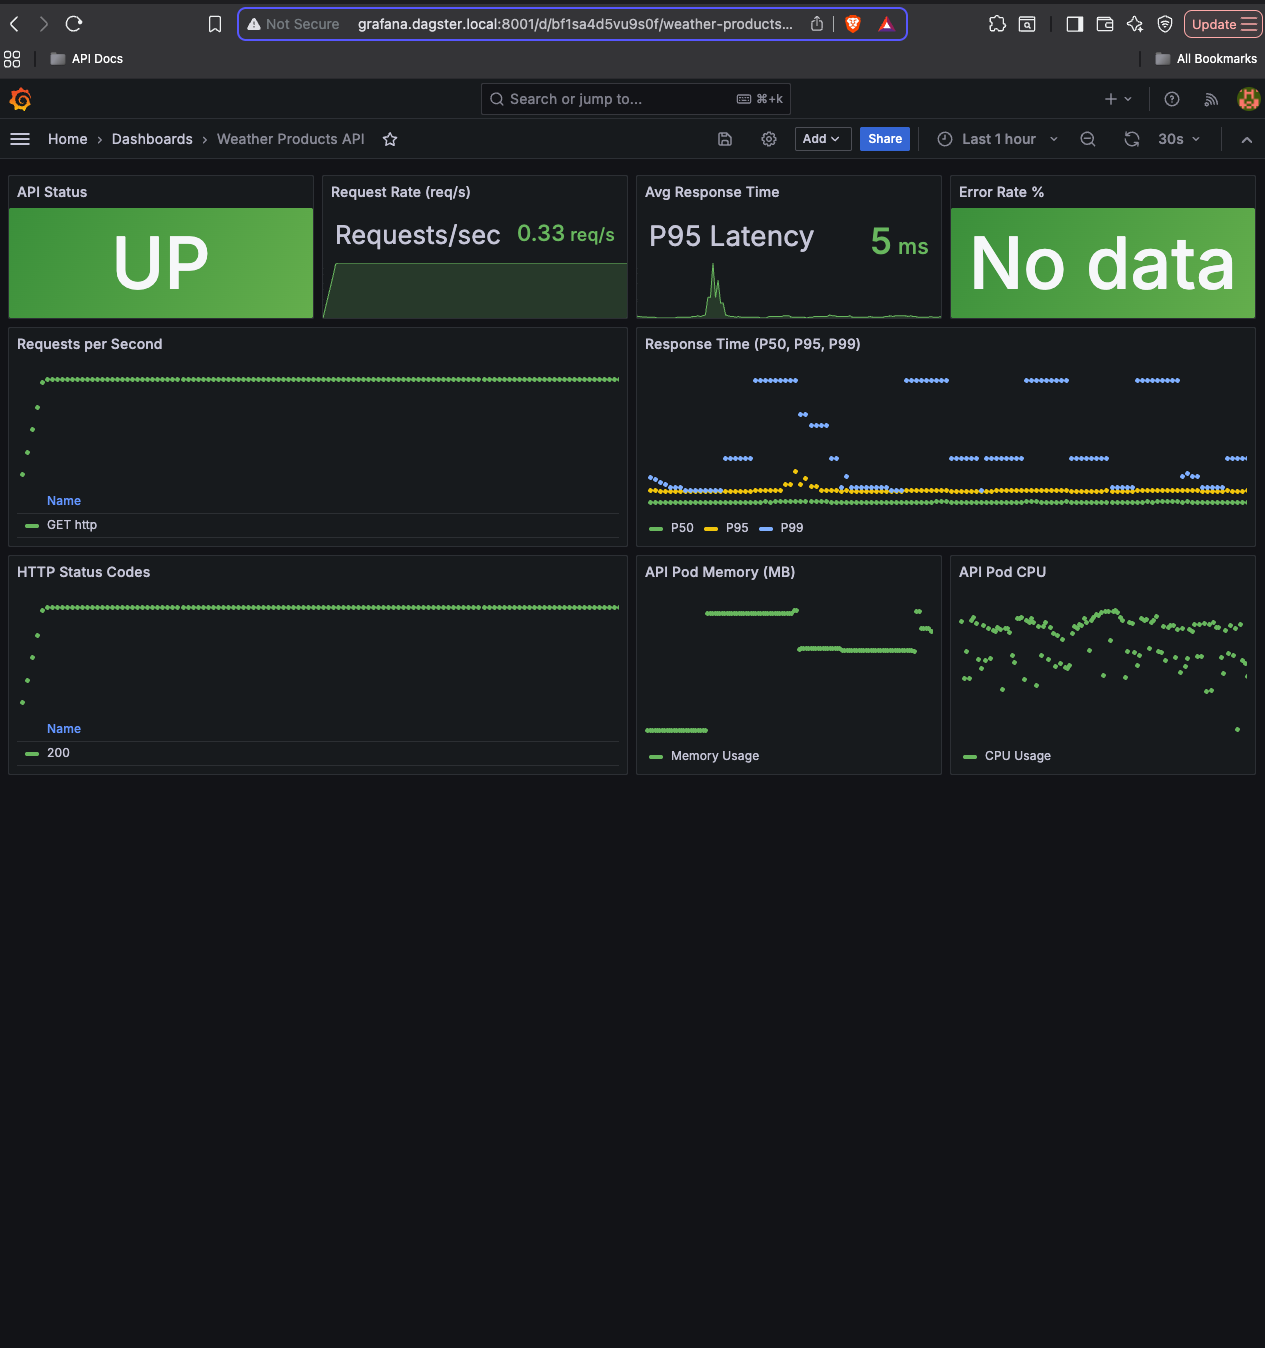 Not Secure grafana.dagster.local:8001/d/bf1sa4d5vu9s0f/weather-products...
Update
API Docs
All Bookmarks
Search or jump to...
⌘+k
Home › Dashboards › Weather Products API
Add
Share
Last 1 hour
30s
API Status
UP
Request Rate (req/s)
Requests/sec
0.33 req/s
Avg Response Time
P95 Latency
5 ms
Error Rate %
No data
Requests per Second
Name
GET http
Response Time (P50, P95, P99)
P50 P95 P99
HTTP Status Codes
Name
200
API Pod Memory (MB)
Memory Usage
API Pod CPU
CPU Usage